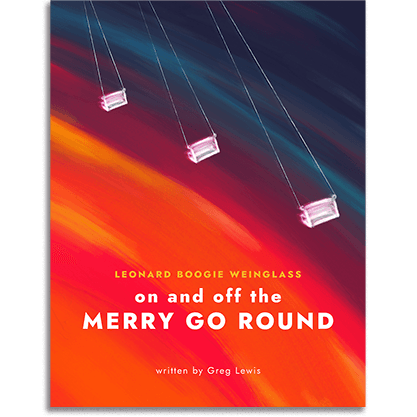 LEONARD BOOGIE WEINGLASS
on and off the
MERRY GO ROUND
written by Greg Lewis